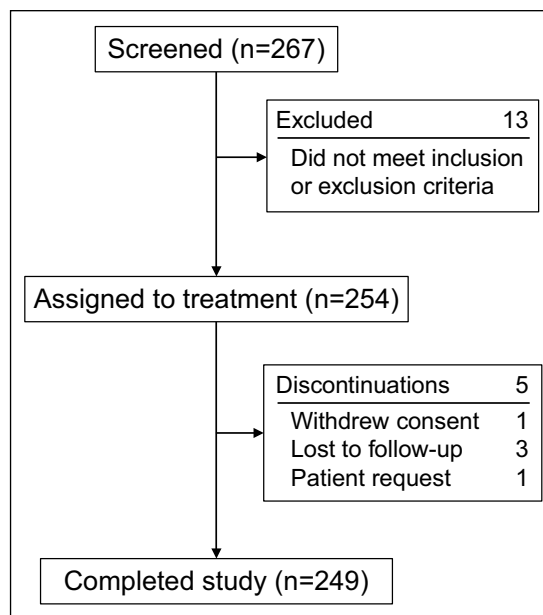 Screened (n=267)
Excluded 13
Did not meet inclusion
or exclusion criteria
Assigned to treatment (n=254)
Discontinuations 5
Withdrew consent 1
Lost to follow-up 3
Patient request 1
Completed study (n=249)